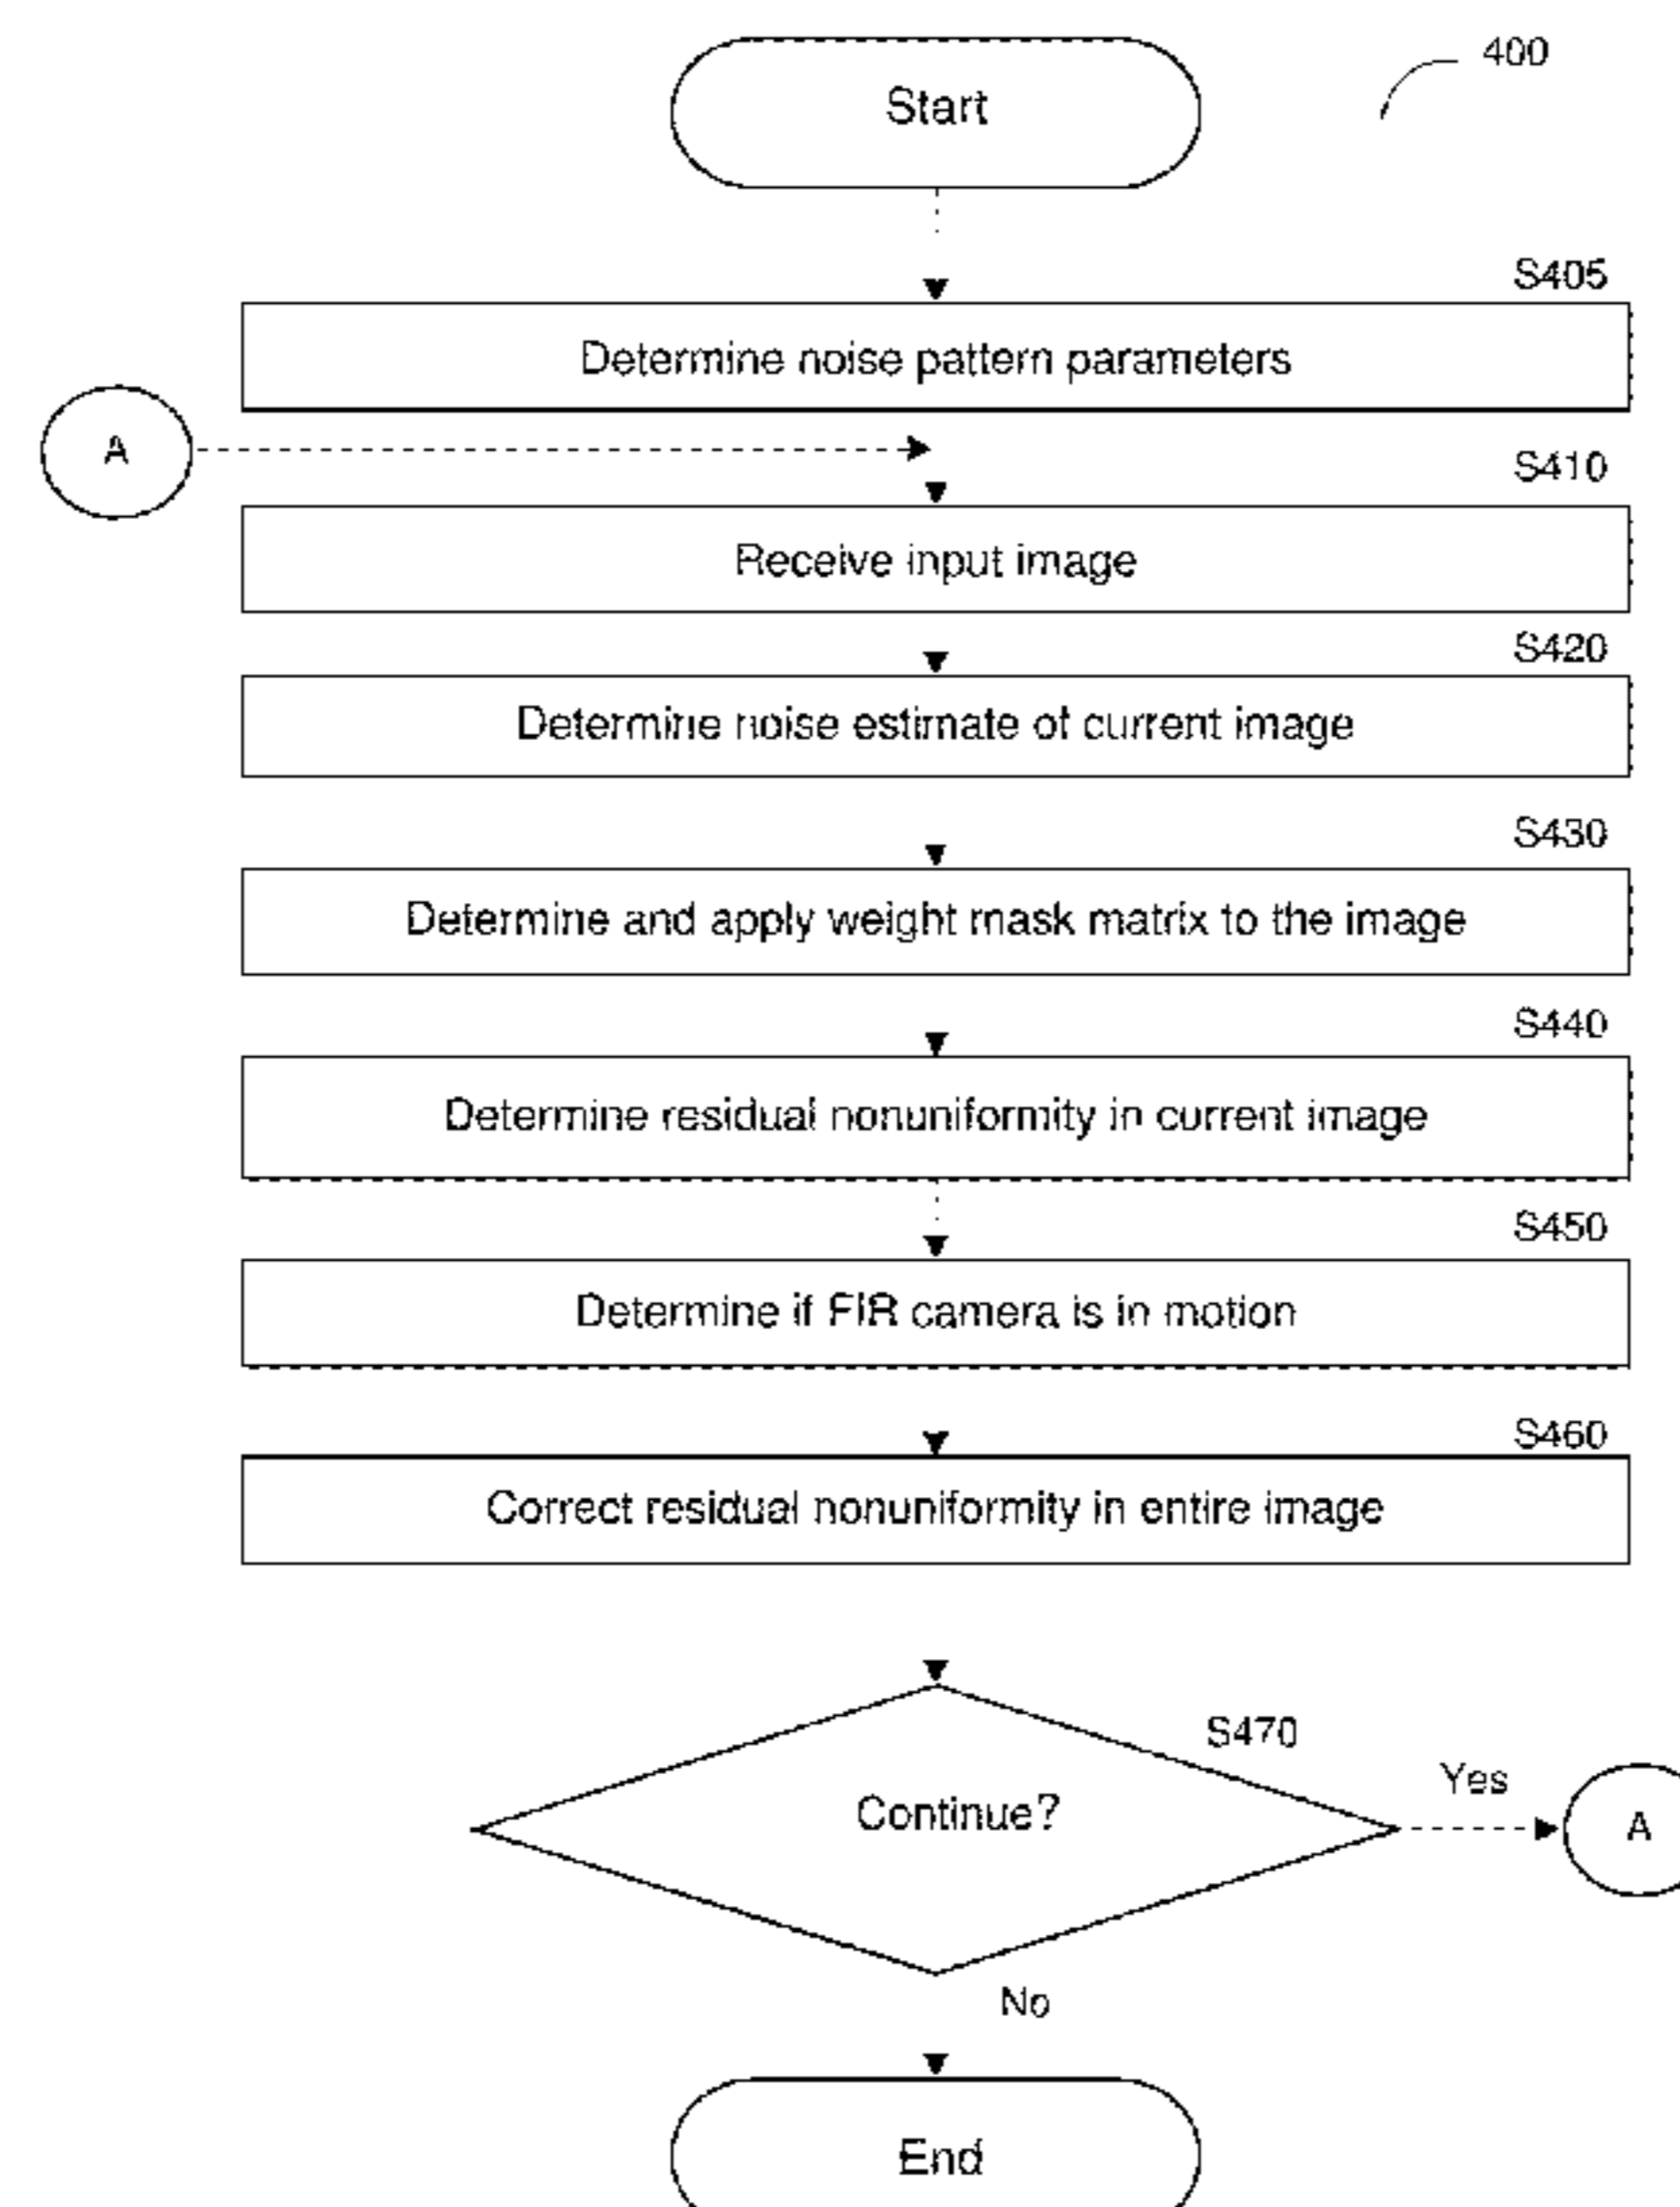 400
Start
S405
Determine noise pattern parameters
A
S410
Receive input image
S420
Determine noise estimate of current image
S430
Determine and apply weight mask matrix to the image
S440
Determine residual nonuniformity in current image
S450
Determine if FIR camera is in motion
S460
Correct residual nonuniformity in entire image
S470
Continue?
Yes
A
No
End